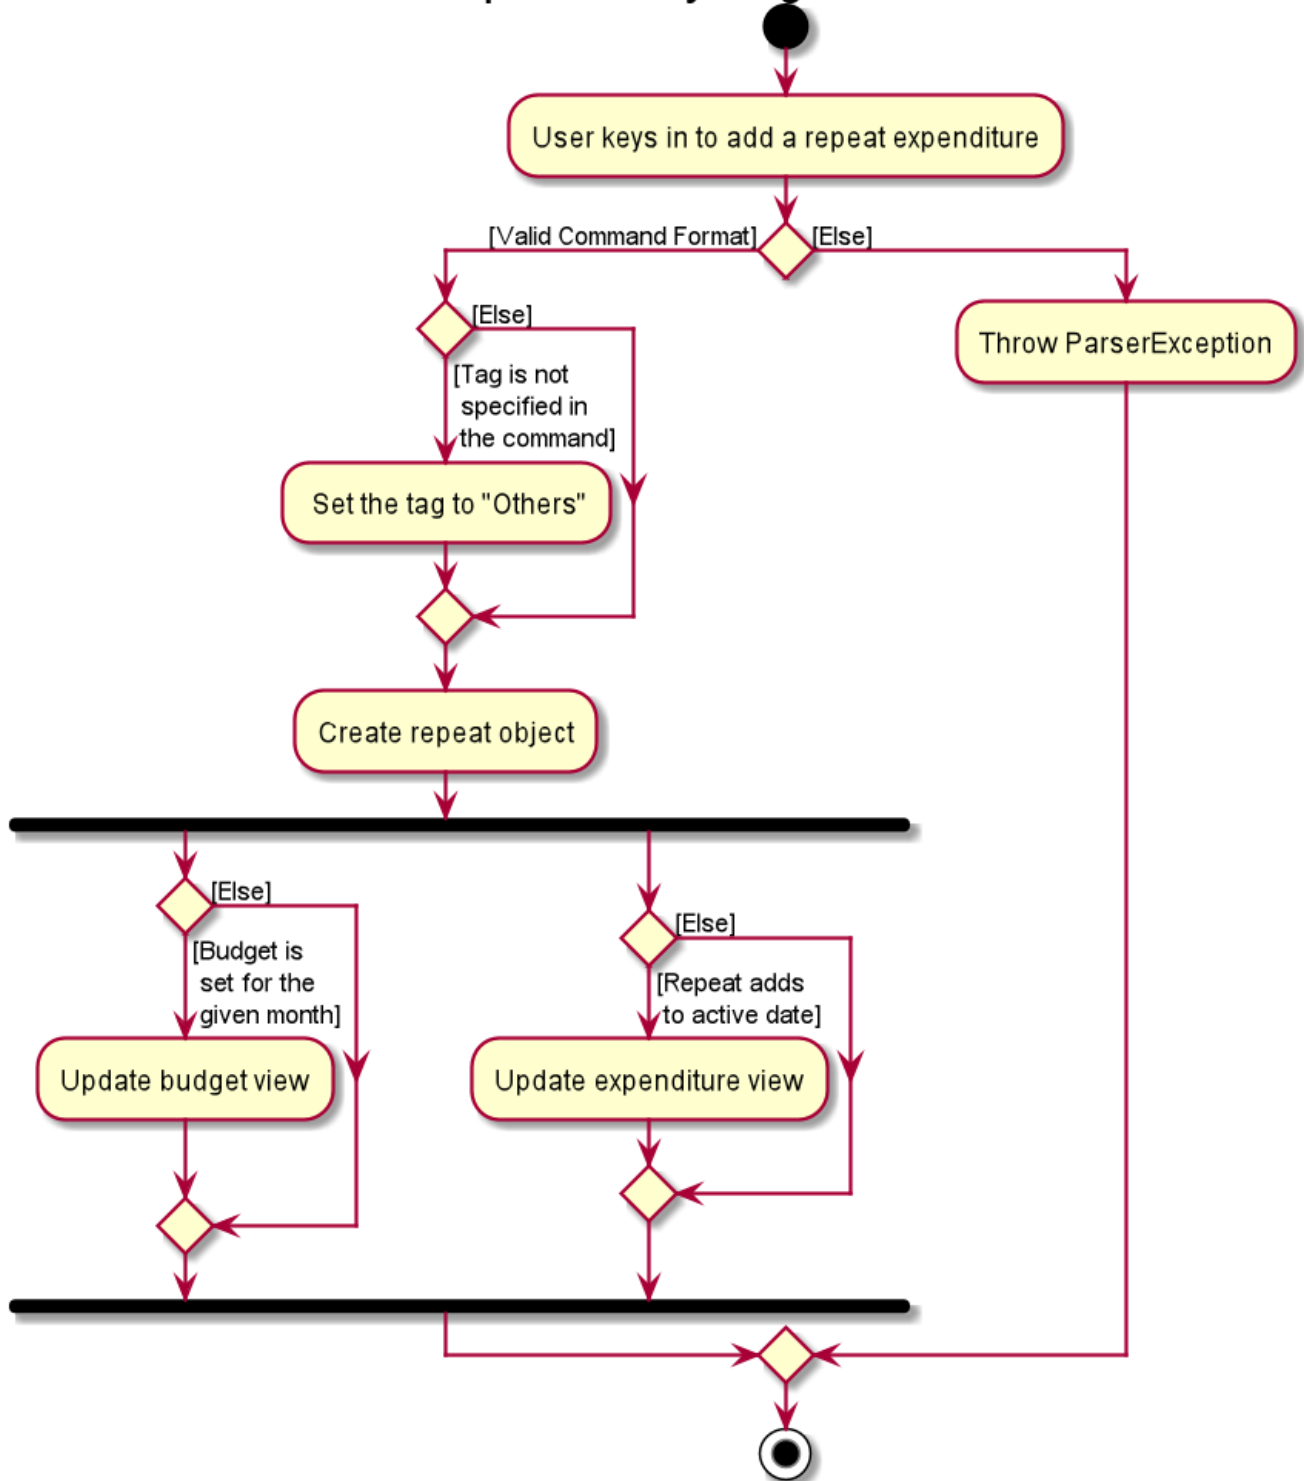 User keys in to add a repeat expenditure
[Valid Command Format]
[Else]
[Else]
Throw ParserException
[Tag is not
specified in
the command]
Set the tag to "Others"
Create repeat object
[Else]
[Else]
[Budget is
set for the
given month]
[Repeat adds
to active date]
Update budget view
Update expenditure view